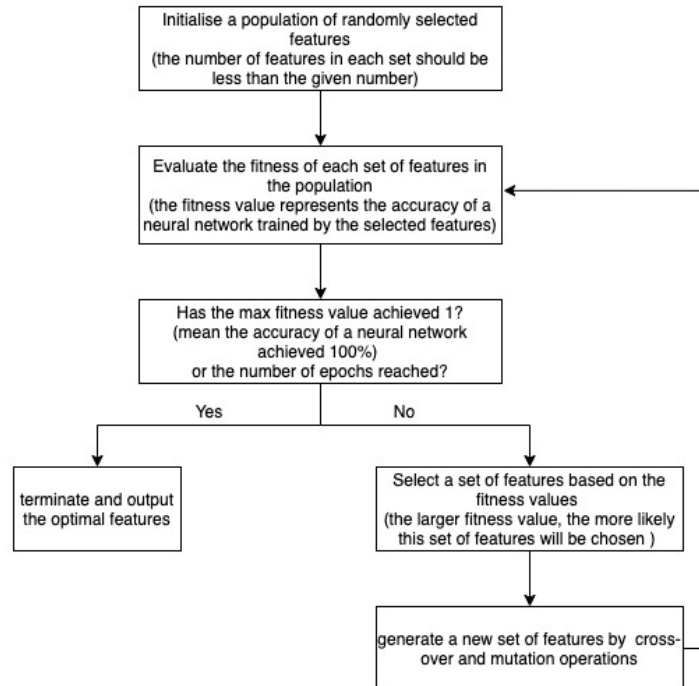 Initialise a population of randomly selected
features
(the number of features in each set should be
less than the given number)
Evaluate the fitness of each set of features in
the population
(the fitness value represents the accuracy of a
neural network trained by the selected features)
Has the max fitness value achieved 1?
(mean the accuracy of a neural network
achieved 100%)
or the number of epochs reached?
Yes
No
terminate and output
the optimal features
Select a set of features based on the
fitness values
(the larger fitness value, the more likely
this set of features will be chosen )
generate a new set of features by cross-
over and mutation operations